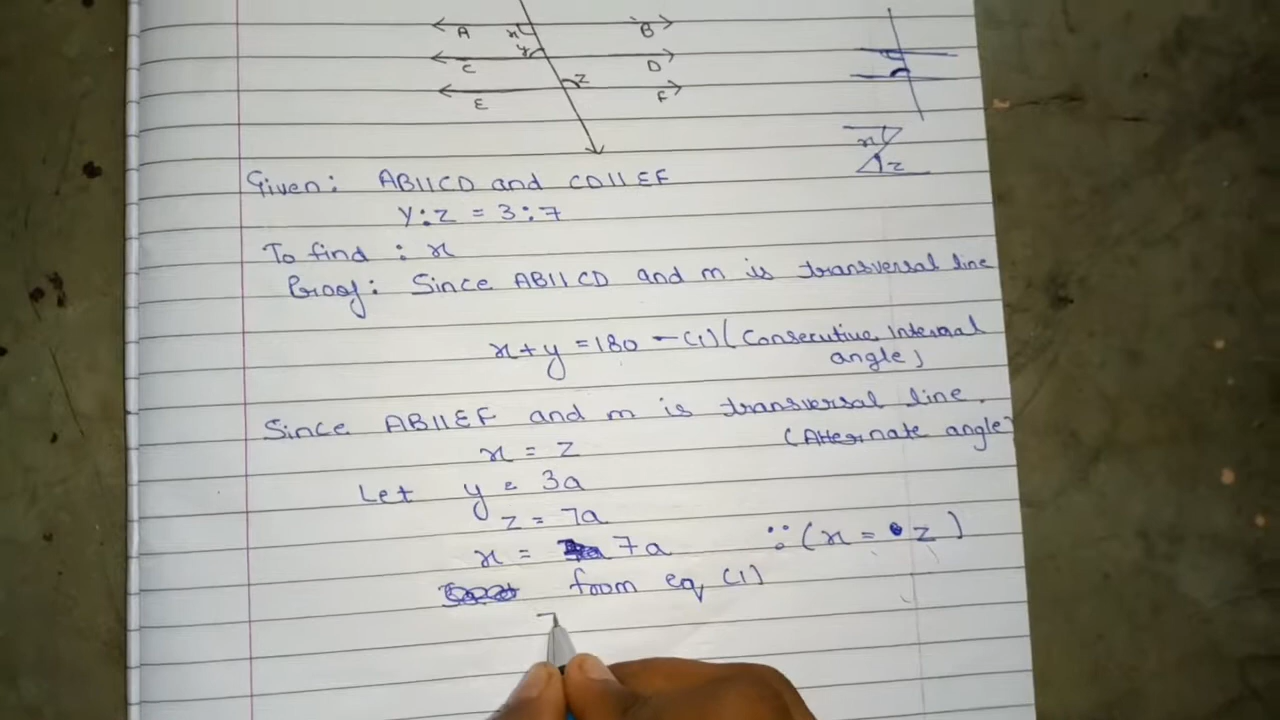 A B
x
y
C D
z
E F
x
z
Given: AB||CD and CD||EF
y:z = 3:7
To find : x
Proof: Since AB||CD and m is transversal line
x+y =180 -(1) (Consecutive Internal angle)
Since AB||EF and m is transversal line.
x = z (Alternate angle)
Let y = 3a
z = 7a
x = 7a ∵ (x = z)
from eq (1)
7